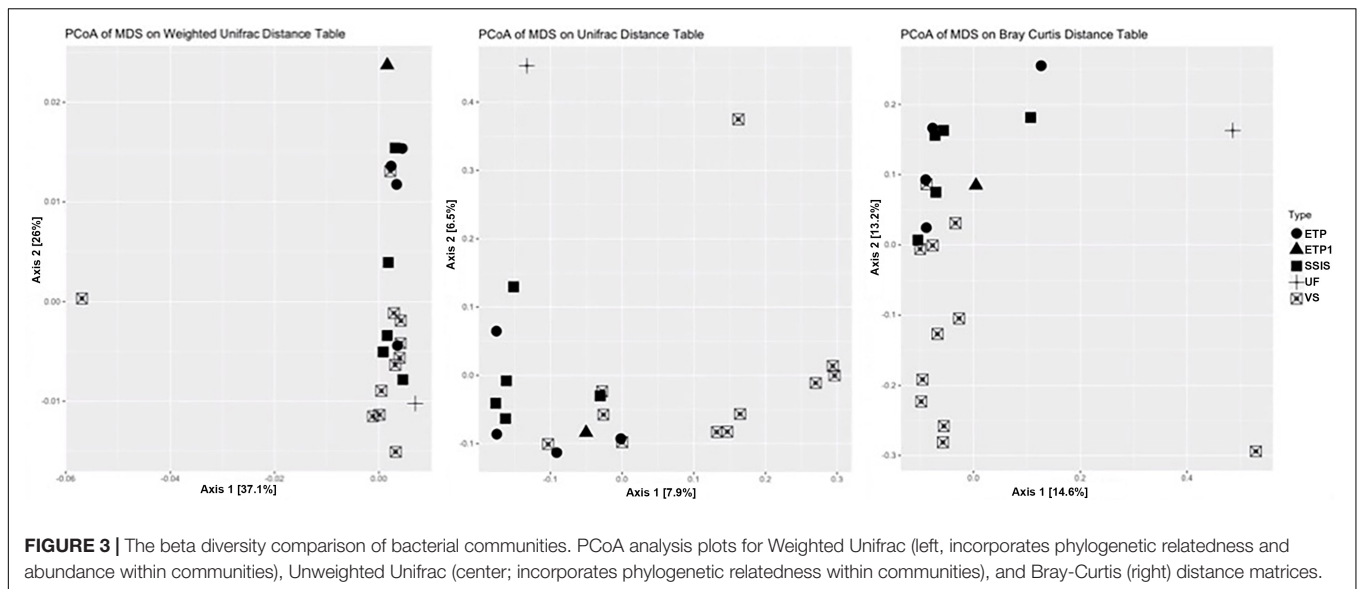 PCoA of MDS on Weighted Unifrac Distance Table
0.02
0.01
0.00
-0.01
Axis 2 [26%]
-0.06
-0.04
-0.02
0.00
Axis 1 [37.1%]
PCoA of MDS on Unifrac Distance Table
0.4
0.3
0.2
0.1
0.0
-0.1
Axis 2 [6.5%]
-0.1
0.0
0.1
0.2
0.3
Axis 1 [7.9%]
PCoA of MDS on Bray Curtis Distance Table
0.2
0.1
0.0
-0.1
-0.2
-0.3
Axis 2 [13.2%]
0.0
0.2
0.4
Axis 1 [14.6%]
Type
ETP
ETP1
SSIS
UF
VS
FIGURE 3 | The beta diversity comparison of bacterial communities. PCoA analysis plots for Weighted Unifrac (left, incorporates phylogenetic relatedness and
abundance within communities), Unweighted Unifrac (center; incorporates phylogenetic relatedness within communities), and Bray-Curtis (right) distance matrices.